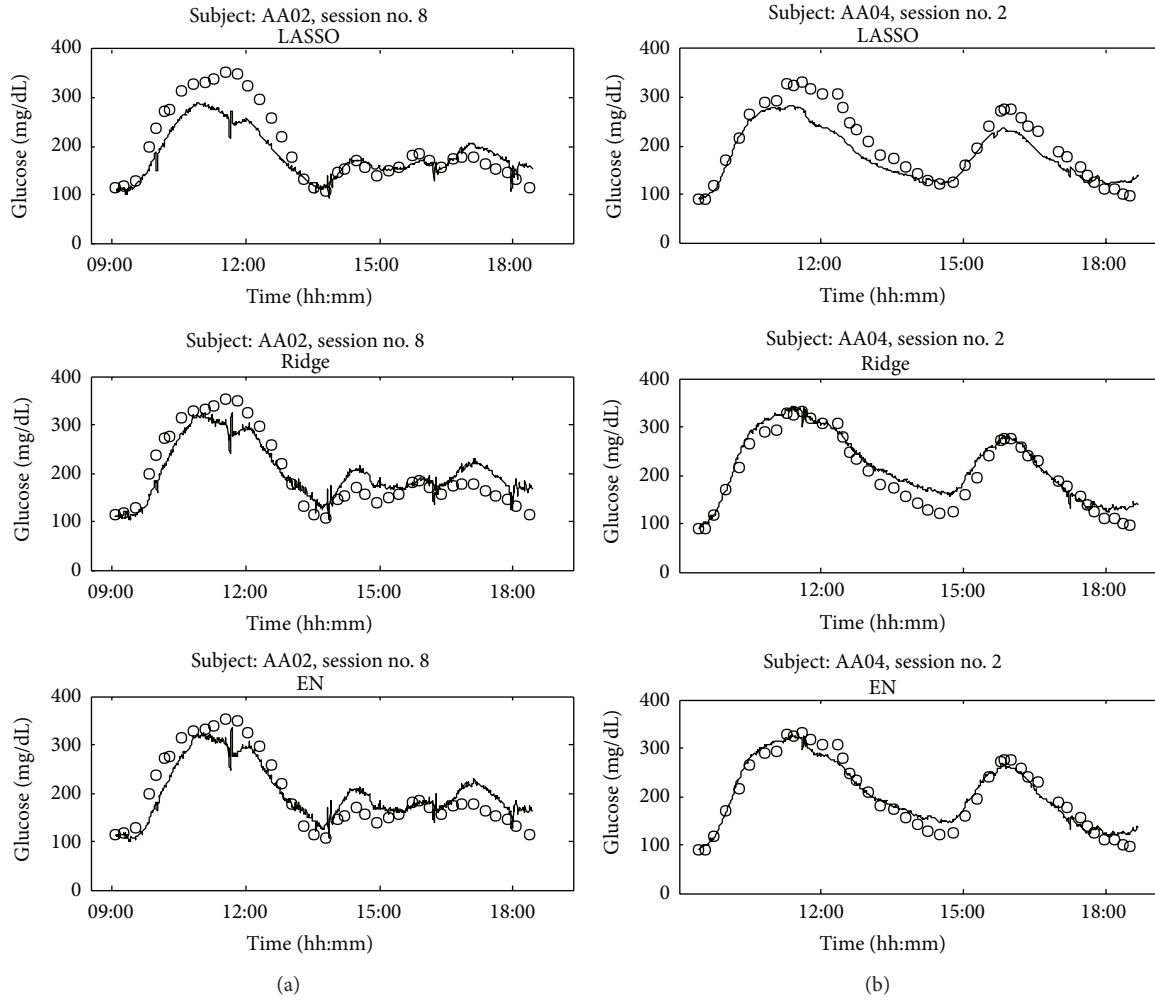 Subject: AA02, session no. 8
LASSO
400
300
200
100
0
Glucose (mg/dL)
09:00 12:00 15:00 18:00
Time (hh:mm)
Subject: AA04, session no. 2
LASSO
400
300
200
100
0
Glucose (mg/dL)
12:00 15:00 18:00
Time (hh:mm)
Subject: AA02, session no. 8
Ridge
400
300
200
100
0
Glucose (mg/dL)
09:00 12:00 15:00 18:00
Time (hh:mm)
Subject: AA04, session no. 2
Ridge
400
300
200
100
0
Glucose (mg/dL)
12:00 15:00 18:00
Time (hh:mm)
Subject: AA02, session no. 8
EN
400
300
200
100
0
Glucose (mg/dL)
09:00 12:00 15:00 18:00
Time (hh:mm)
Subject: AA04, session no. 2
EN
400
300
200
100
0
Glucose (mg/dL)
12:00 15:00 18:00
Time (hh:mm)
(a)
(b)